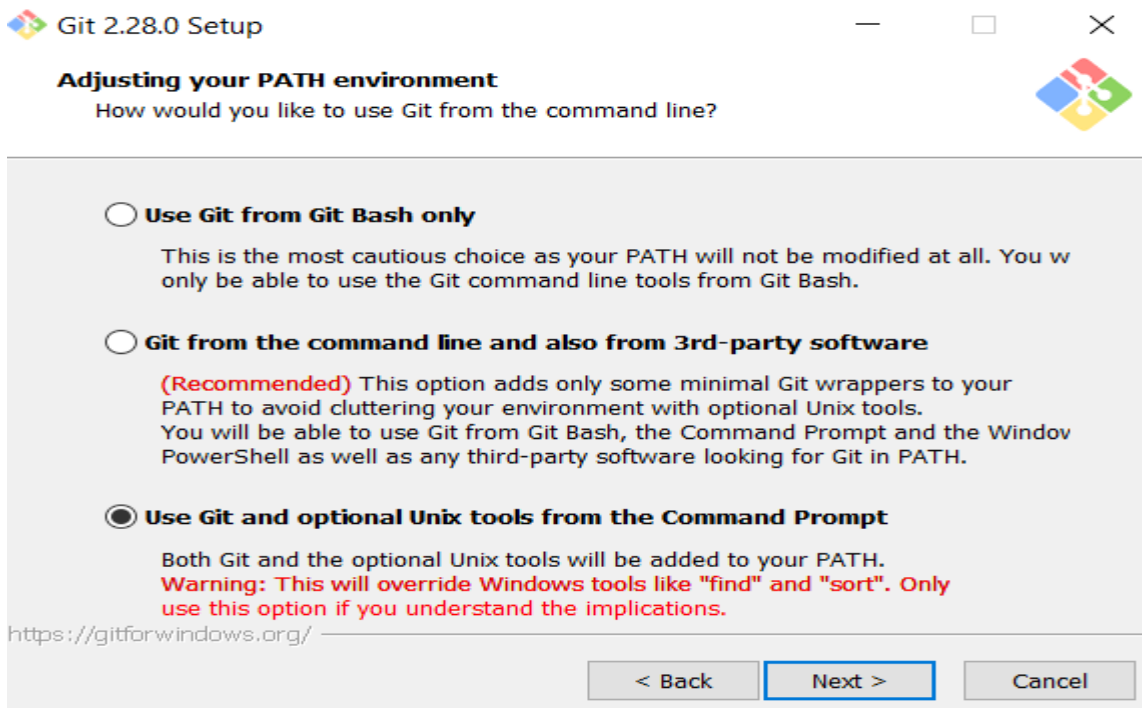 Git 2.28.0 Setup
Adjusting your PATH environment
How would you like to use Git from the command line?
Use Git from Git Bash only
This is the most cautious choice as your PATH will not be modified at all. You w
only be able to use the Git command line tools from Git Bash.
Git from the command line and also from 3rd-party software
(Recommended) This option adds only some minimal Git wrappers to your
PATH to avoid cluttering your environment with optional Unix tools.
You will be able to use Git from Git Bash, the Command Prompt and the Window
PowerShell as well as any third-party software looking for Git in PATH.
Use Git and optional Unix tools from the Command Prompt
Both Git and the optional Unix tools will be added to your PATH.
Warning: This will override Windows tools like "find" and "sort". Only
use this option if you understand the implications.
https://gitforwindows.org/
< Back Next > Cancel